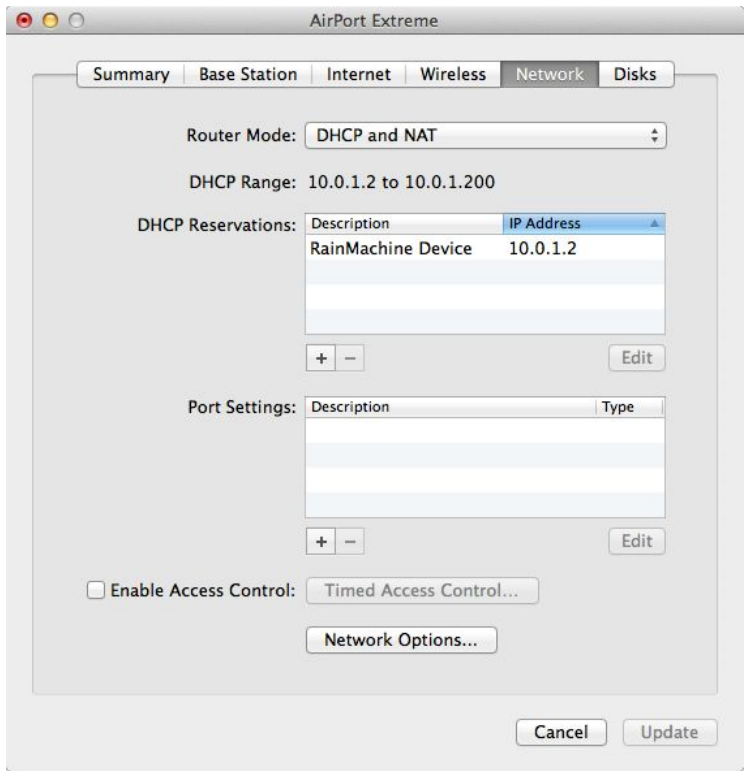 AirPort Extreme
Summary Base Station Internet Wireless Network Disks
Router Mode: DHCP and NAT
DHCP Range: 10.0.1.2 to 10.0.1.200
DHCP Reservations: Description IP Address
RainMachine Device 10.0.1.2
+ − Edit
Port Settings: Description Type
+ − Edit
Enable Access Control: Timed Access Control...
Network Options...
Cancel Update